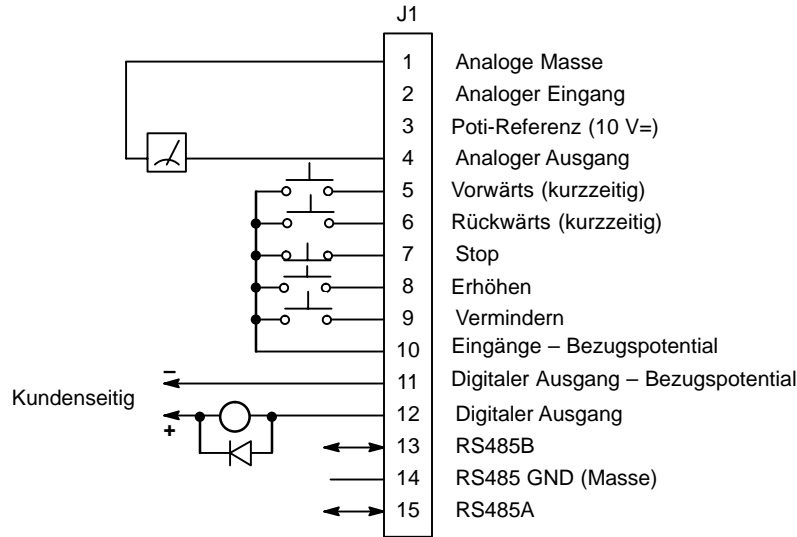 J1
1 Analoge Masse
2 Analoger Eingang
3 Poti-Referenz (10 V=)
4 Analoger Ausgang
5 Vorwärts (kurzzeitig)
6 Rückwärts (kurzzeitig)
7 Stop
8 Erhöhen
9 Vermindern
10 Eingänge – Bezugspotential
– 11 Digitaler Ausgang – Bezugspotential
Kundenseitig
+ 12 Digitaler Ausgang
13 RS485B
14 RS485 GND (Masse)
15 RS485A